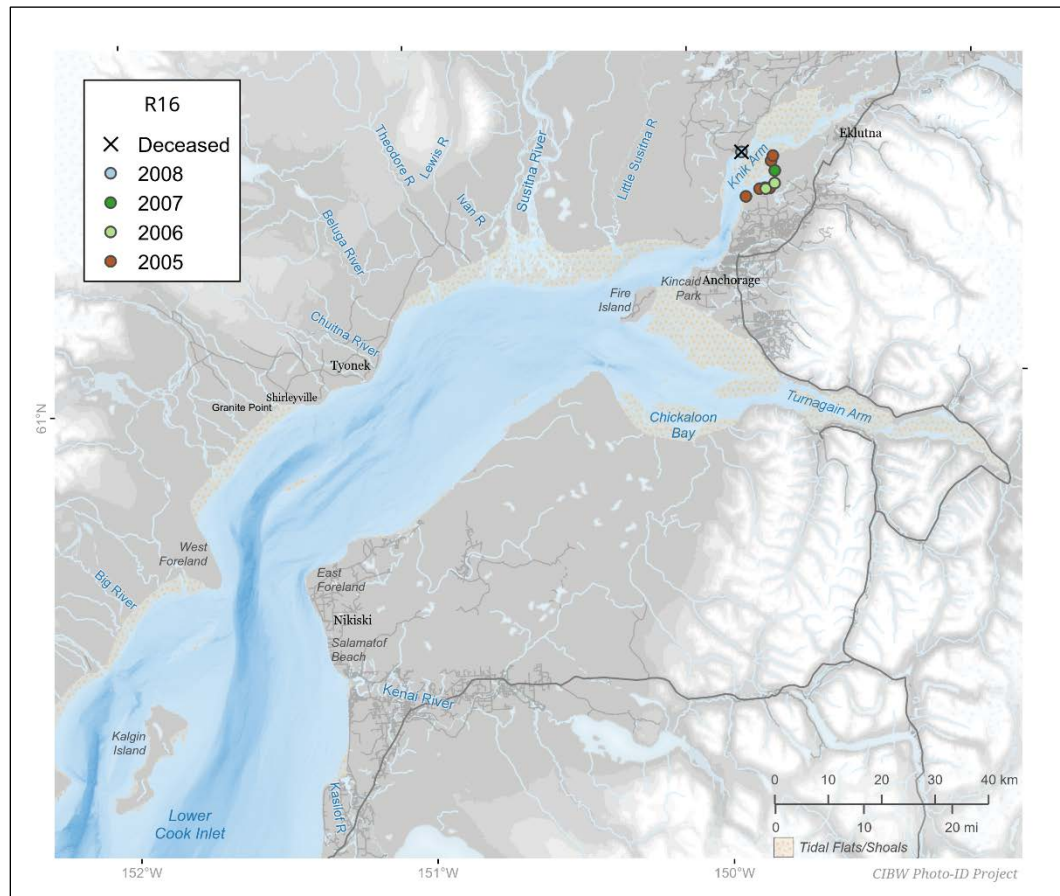 R16
Deceased
2008
2007
2006
2005
Theodore R
Lewis R
Ivan R
Susitna River
Little Susitna R
Beluga River
Chuitna River
Knik Arm
Eklutna
Fire
Island
Kincaid
Park
Anchorage
Tyonek
Shirleyville
Granite Point
61°N
Chickaloon
Bay
Turnagain Arm
West
Foreland
Big River
East
Foreland
Nikiski
Salamatof
Beach
Kenai River
Kalgin
Island
Kasilof R
Lower
Cook Inlet
0 10 20 30 40 km
0 10 20 mi
Tidal Flats/Shoals
152°W
151°W
150°W
CIBW Photo-ID Project